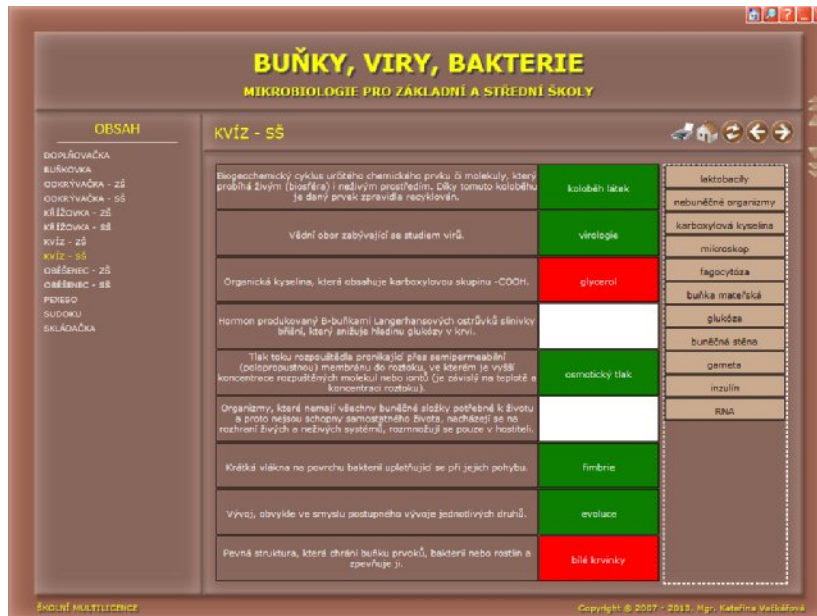 BUŇKY, VIRY, BAKTERIE
MIKROBIOLOGIE PRO ZÁKLADNÍ A STŘEDNÍ ŠKOLY
OBSAH
DOPLŇOVAČKA
BUŇKOVKA
ODKRÝVAČKA - ZŠ
ODKRÝVAČKA - SŠ
KŘÍŽOVKA - ZŠ
KŘÍŽOVKA - SŠ
KVÍZ - ZŠ
KVÍZ - SŠ
OBĚŠENEC - ZŠ
OBĚŠENEC - SŠ
PEXESO
SUDOKU
SKLÁDAČKA
KVÍZ - SŠ
Biogeochemický cyklus určitého chemického prvku či molekuly, který
probíhá živým (biosféra) i neživým prostředím. Díky tomuto koloběhu
je daný prvek zpravidla recyklován.
koloběh látek
Vědní obor zabývající se studiem virů.
virologie
Organická kyselina, která obsahuje karboxylovou skupinu -COOH.
glycerol
Hormon produkovaný B-buňkami Langerhansových ostrůvků slinivky
břišní, který snižuje hladinu glukózy v krvi.
Tlak toku rozpouštědla pronikající přes semipermeabilní
(polopropustnou) membránu do roztoku, ve kterém je vyšší
koncentrace rozpuštěných molekul nebo iontů (je závislý na teplotě a
koncentraci roztoku).
osmotický tlak
Organizmy, které nemají všechny buněčné složky potřebné k životu
a proto nejsou schopny samostatného života, nacházejí se na
rozhraní živých a neživých systémů, rozmnožují se pouze v hostiteli.
Krátká vlákna na povrchu bakterií uplatňující se při jejich pohybu.
fimbrie
Vývoj, obvykle ve smyslu postupného vývoje jednotlivých druhů.
evoluce
Pevná struktura, která chrání buňku prvoků, bakterií nebo rostlin a
zpevňuje ji.
bílé krvinky
laktobacily
nebuněčné organizmy
karboxylová kyselina
mikroskop
fagocytóza
buňka mateřská
glukóza
buněčná stěna
gameta
inzulín
RNA
ŠKOLNÍ MULTILICENCE
Copyright © 2007 - 2013, Mgr. Kateřina Vočkářová